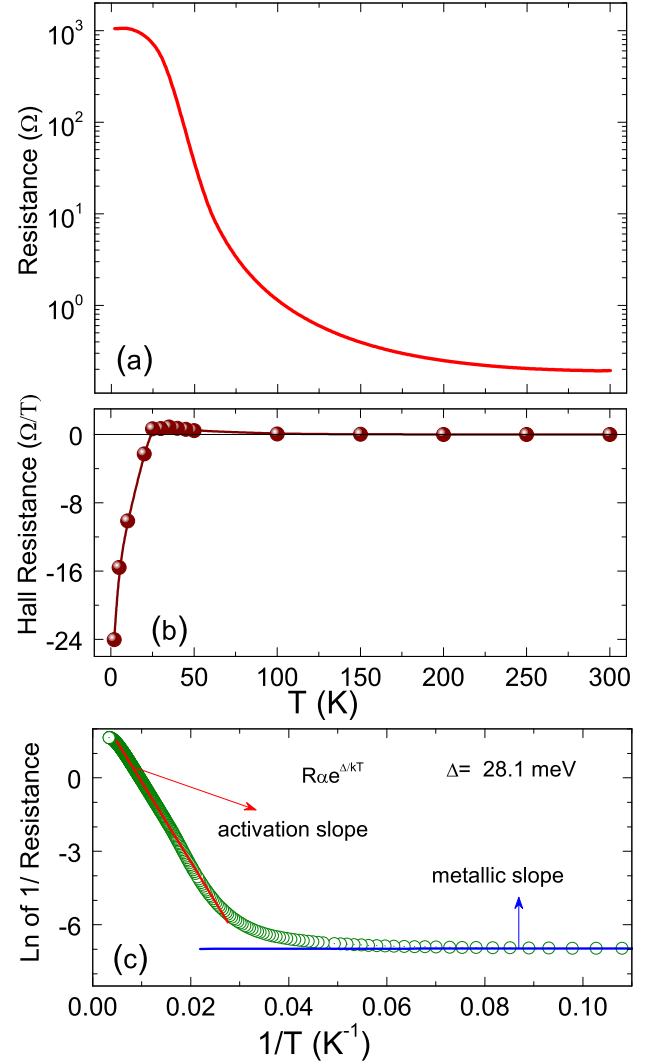 10³
10²
10¹
10⁰
Resistance (Ω)
(a)
0
-8
-16
-24
Hall Resistance (Ω/T)
(b)
0 50 100 150 200 250 300
T (K)
0
-3
-6
Ln of 1/ Resistance
RαeΔ/kT
Δ= 28.1 meV
activation slope
metallic slope
(c)
0.00 0.02 0.04 0.06 0.08 0.10
1/T (K⁻¹)